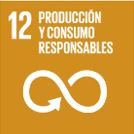 12 PRODUCCIÓN
Y CONSUMO
RESPONSABLES